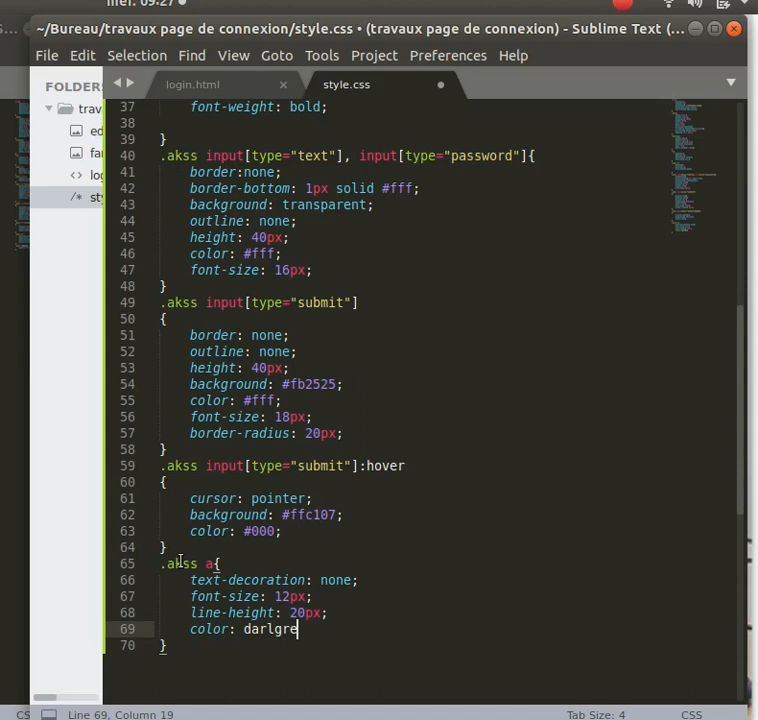 mer. 09:27
~/Bureau/travaux page de connexion/style.css • (travaux page de connexion) - Sublime Text (...
File Edit Selection Find View Goto Tools Project Preferences Help
FOLDERS
login.html
style.css
trav
ed
fan
log
/* sty
37 font-weight: bold;
38
39 }
40 .akss input[type="text"], input[type="password"]{
41 border:none;
42 border-bottom: 1px solid #fff;
43 background: transparent;
44 outline: none;
45 height: 40px;
46 color: #fff;
47 font-size: 16px;
48 }
49 .akss input[type="submit"]
50 {
51 border: none;
52 outline: none;
53 height: 40px;
54 background: #fb2525;
55 color: #fff;
56 font-size: 18px;
57 border-radius: 20px;
58 }
59 .akss input[type="submit"]:hover
60 {
61 cursor: pointer;
62 background: #ffc107;
63 color: #000;
64 }
65 .akss a{
66 text-decoration: none;
67 font-size: 12px;
68 line-height: 20px;
69 color: darlgre
70 }
CS
Line 69, Column 19
Tab Size: 4
CSS